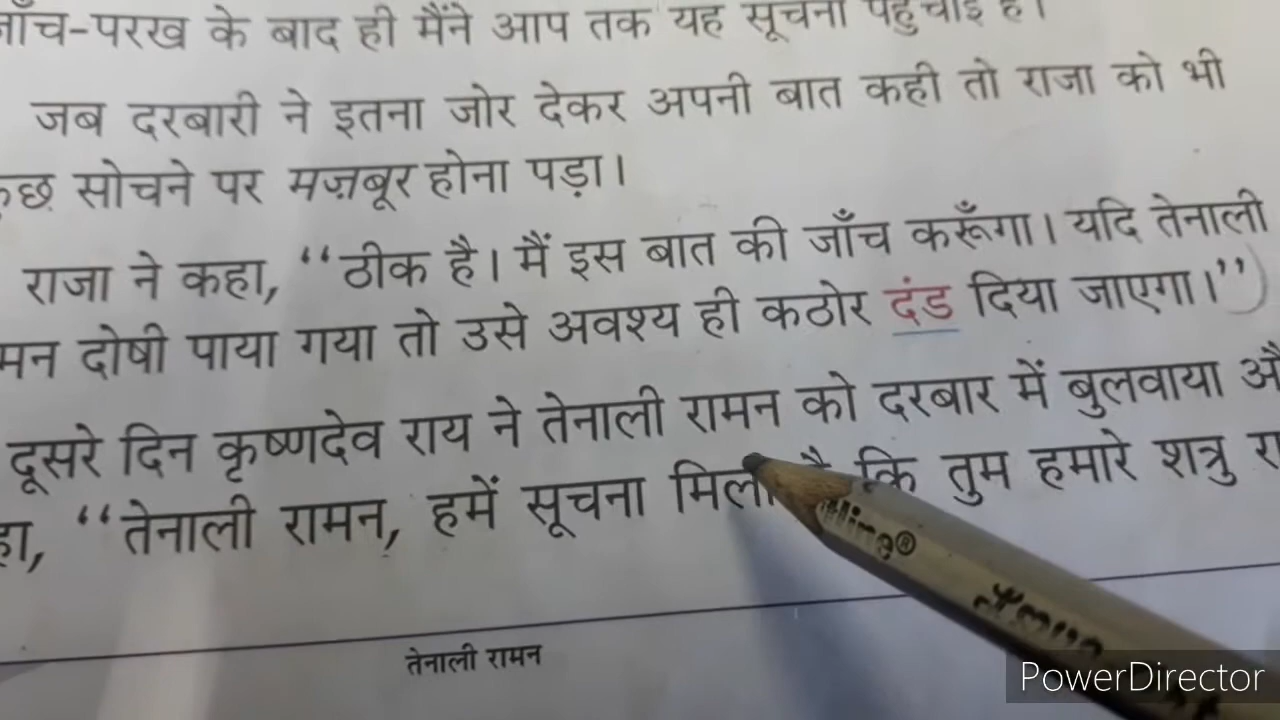 जाँच-परख के बाद ही मैंने आप तक यह सूचना पहुँचाई है।
जब दरबारी ने इतना जोर देकर अपनी बात कही तो राजा को भी
कुछ सोचने पर मज़बूर होना पड़ा।
राजा ने कहा, “ठीक है। मैं इस बात की जाँच करूँगा। यदि तेनाली
मन दोषी पाया गया तो उसे अवश्य ही कठोर दंड दिया जाएगा।”
दूसरे दिन कृष्णदेव राय ने तेनाली रामन को दरबार में बुलवाया
“तेनाली रामन, हमें सूचना मिली है कि तुम हमारे शत्रु
तेनाली रामन
PowerDirector